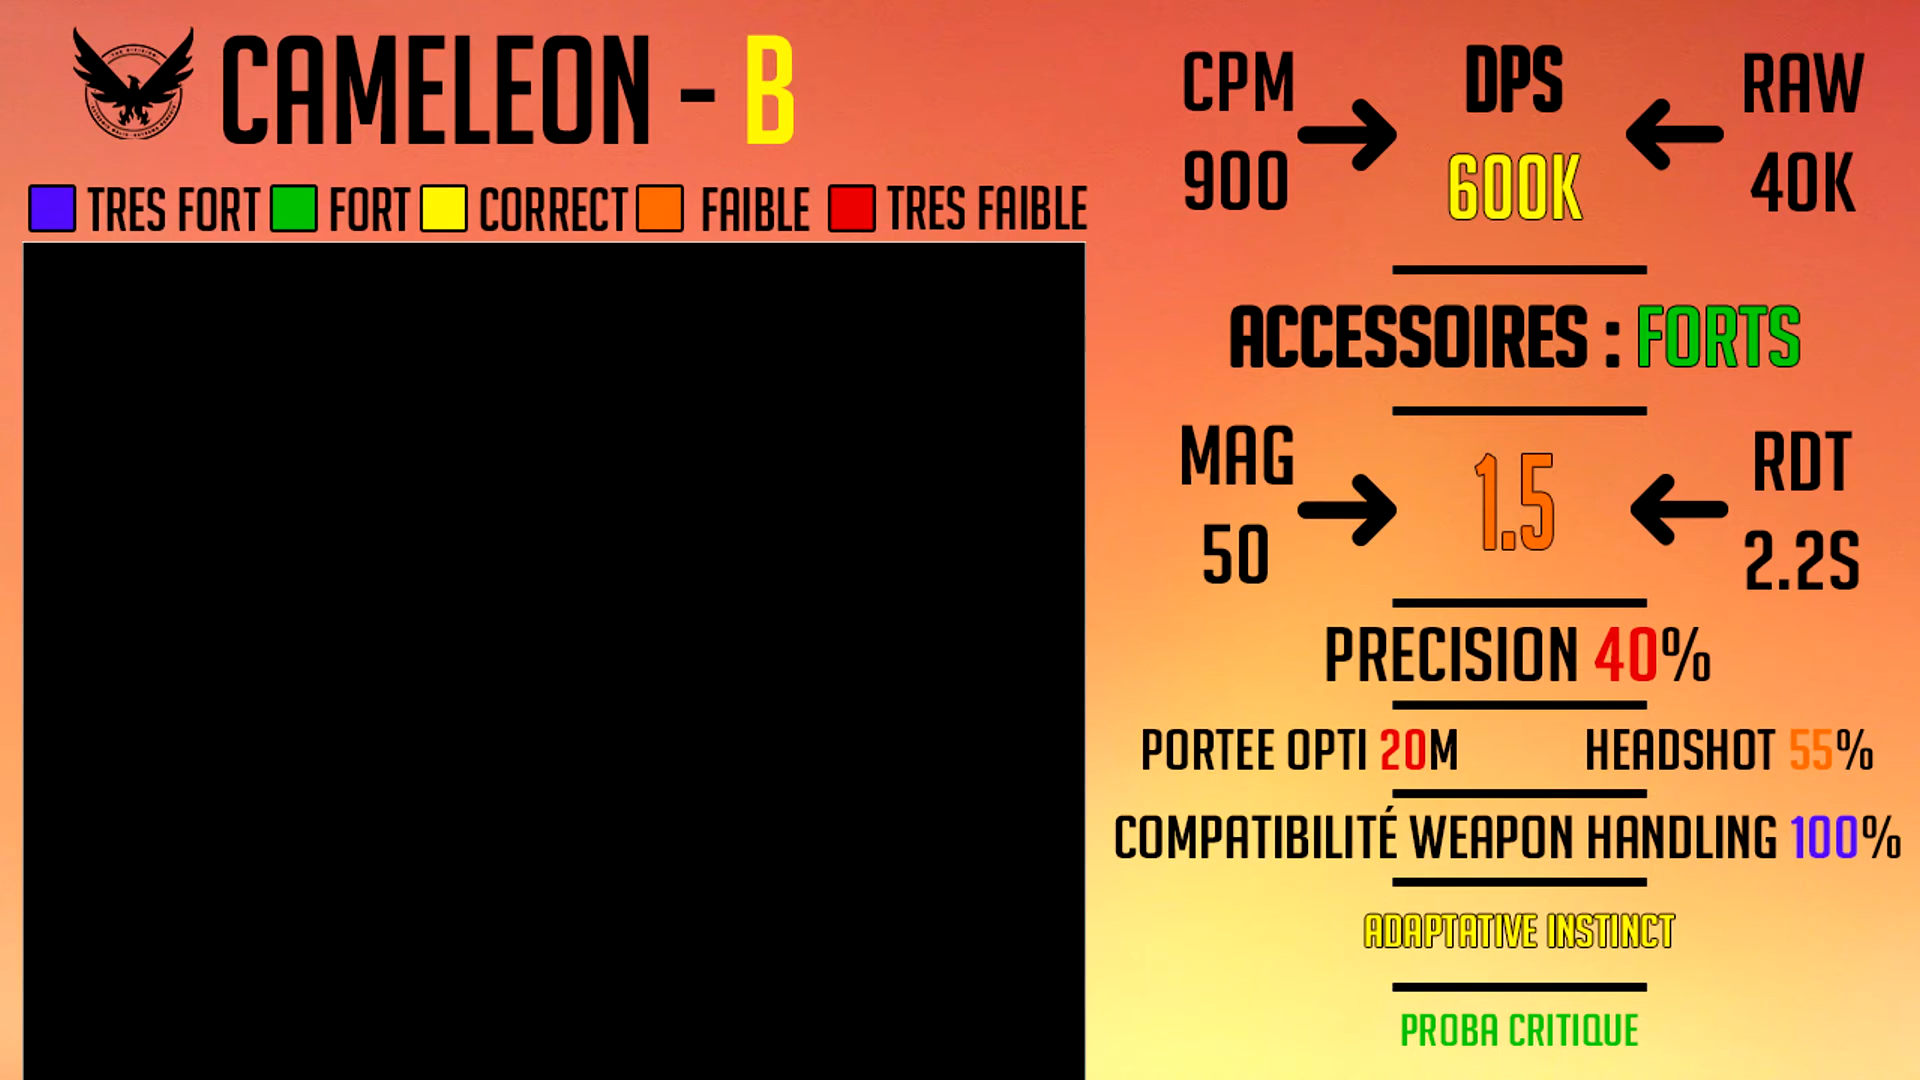 CAMELEON - B
TRES FORT FORT CORRECT FAIBLE TRES FAIBLE
CPM DPS RAW
900 600K 40K
ACCESSOIRES : FORTS
MAG 1.5 RDT
50 2.2S
PRECISION 40%
PORTEE OPTI 20M HEADSHOT 55%
COMPATIBILITÉ WEAPON HANDLING 100%
ADAPTATIVE INSTINCT
PROBA CRITIQUE